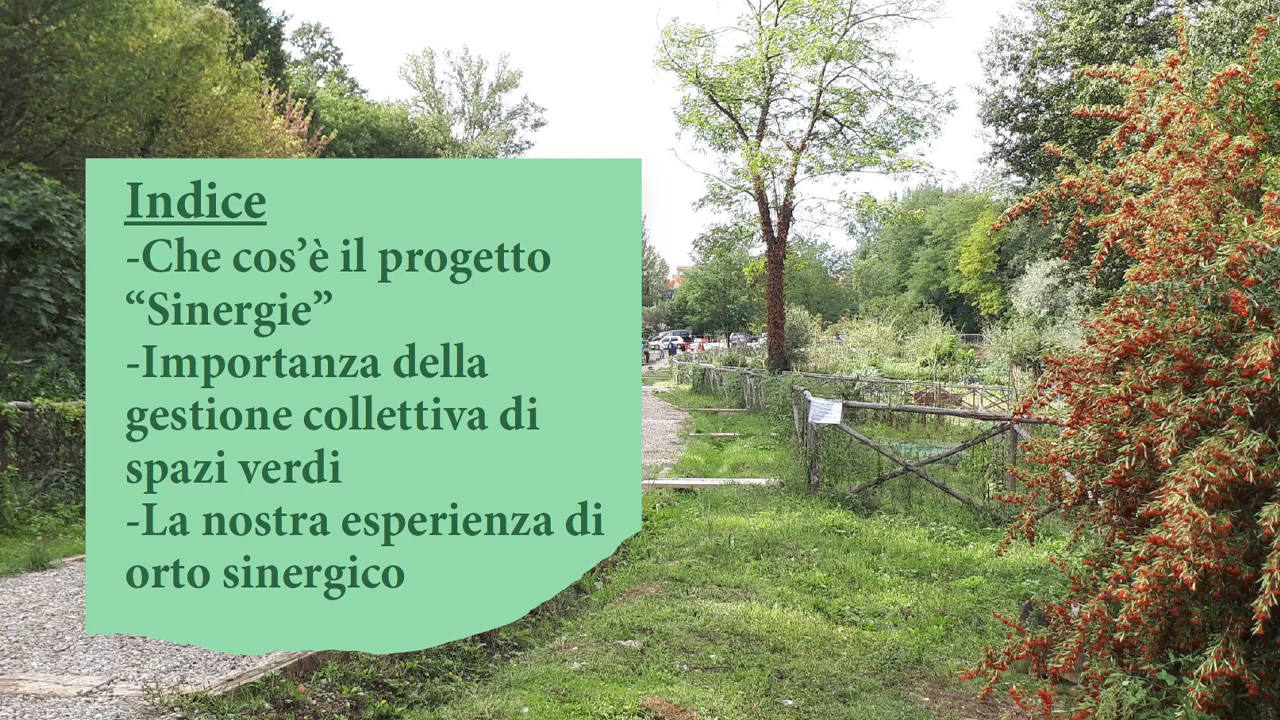 Indice
-Che cos’è il progetto
“Sinergie”
-Importanza della
gestione collettiva di
spazi verdi
-La nostra esperienza di
orto sinergico